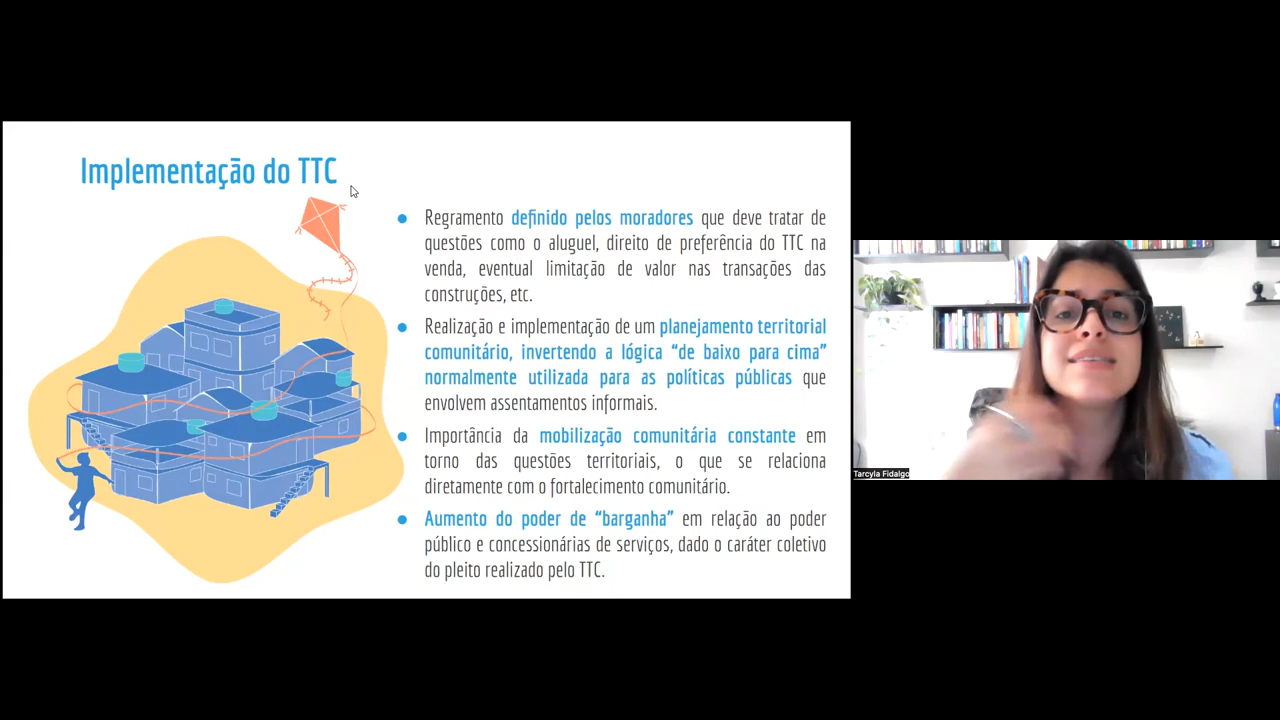 Implementação do TTC
● Regramento definido pelos moradores que deve tratar de
questões como o aluguel, direito de preferência do TTC na
venda, eventual limitação de valor nas transações das
construções, etc.
● Realização e implementação de um planejamento territorial
comunitário, invertendo a lógica “de baixo para cima”
normalmente utilizada para as políticas públicas que
envolvem assentamentos informais.
● Importância da mobilização comunitária constante em
torno das questões territoriais, o que se relaciona
diretamente com o fortalecimento comunitário.
● Aumento do poder de “barganha” em relação ao poder
público e concessionárias de serviços, dado o caráter coletivo
do pleito realizado pelo TTC.
Tarcyla Fidalgo